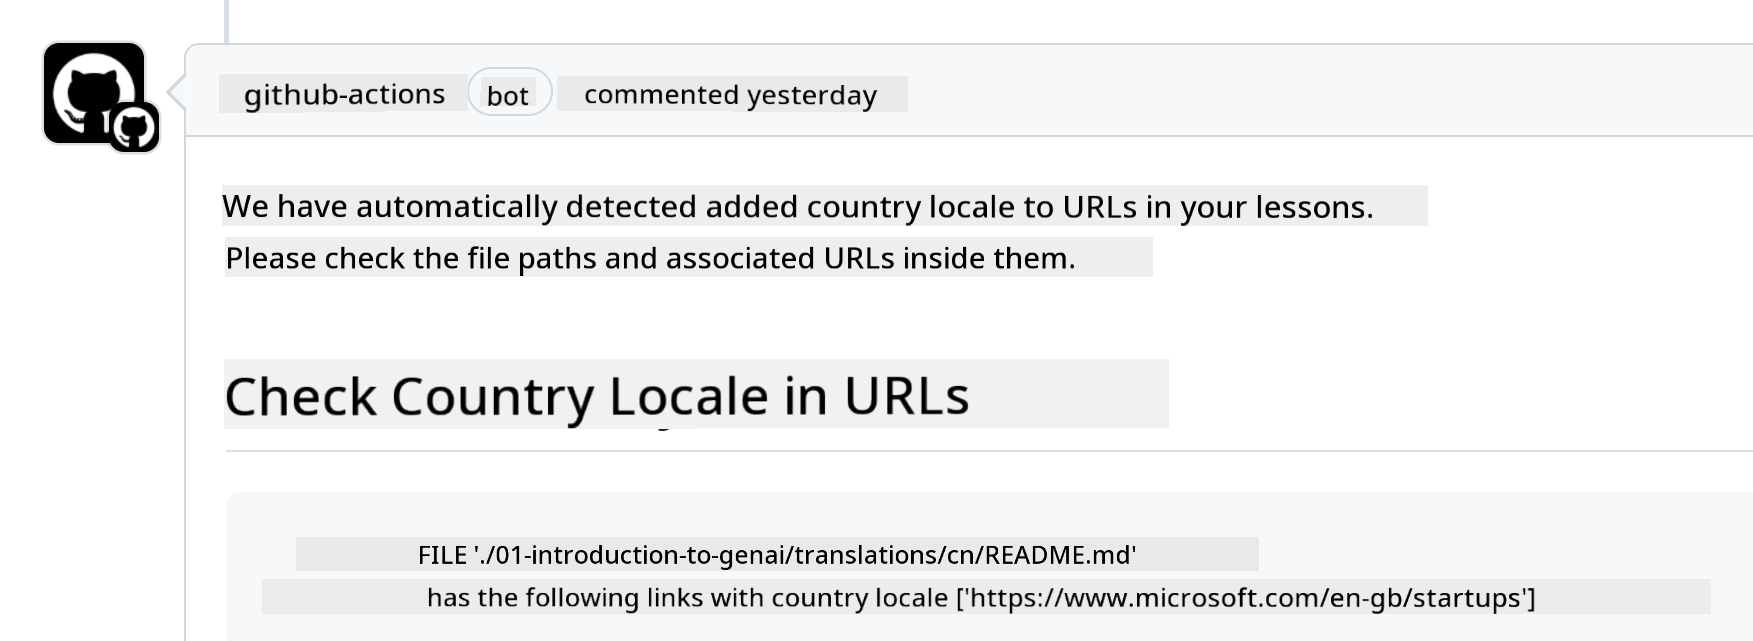 github-actions bot commented yesterday
We have automatically detected added country locale to URLs in your lessons.
Please check the file paths and associated URLs inside them.
Check Country Locale in URLs
FILE './01-introduction-to-genai/translations/cn/README.md'
has the following links with country locale ['https://www.microsoft.com/en-gb/startups']